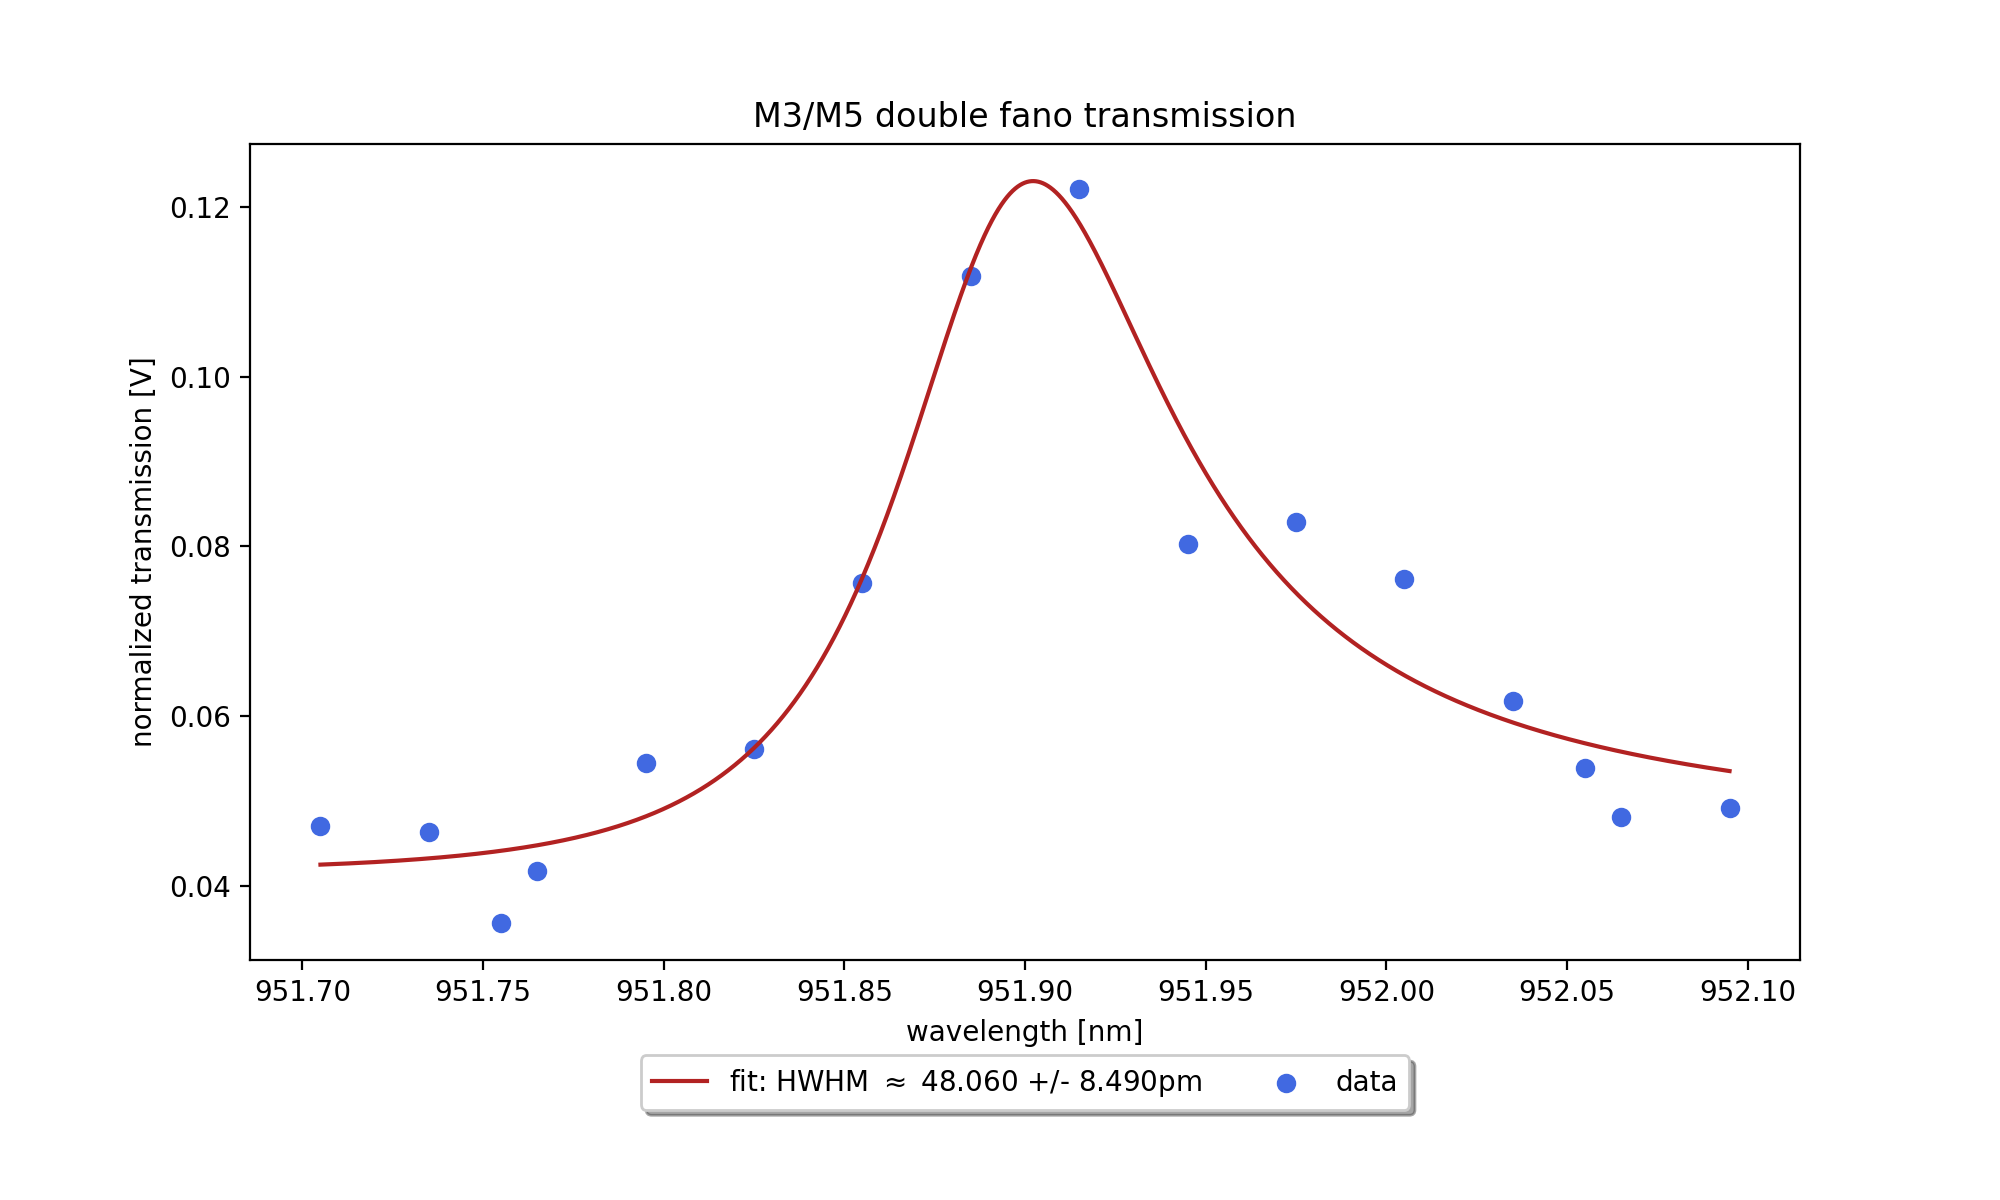 M3/M5 double fano transmission
normalized transmission [V]
0.12
0.10
0.08
0.06
0.04
951.70 951.75 951.80 951.85 951.90 951.95 952.00 952.05 952.10
wavelength [nm]
fit: HWHM ≈ 48.060 +/- 8.490pm data